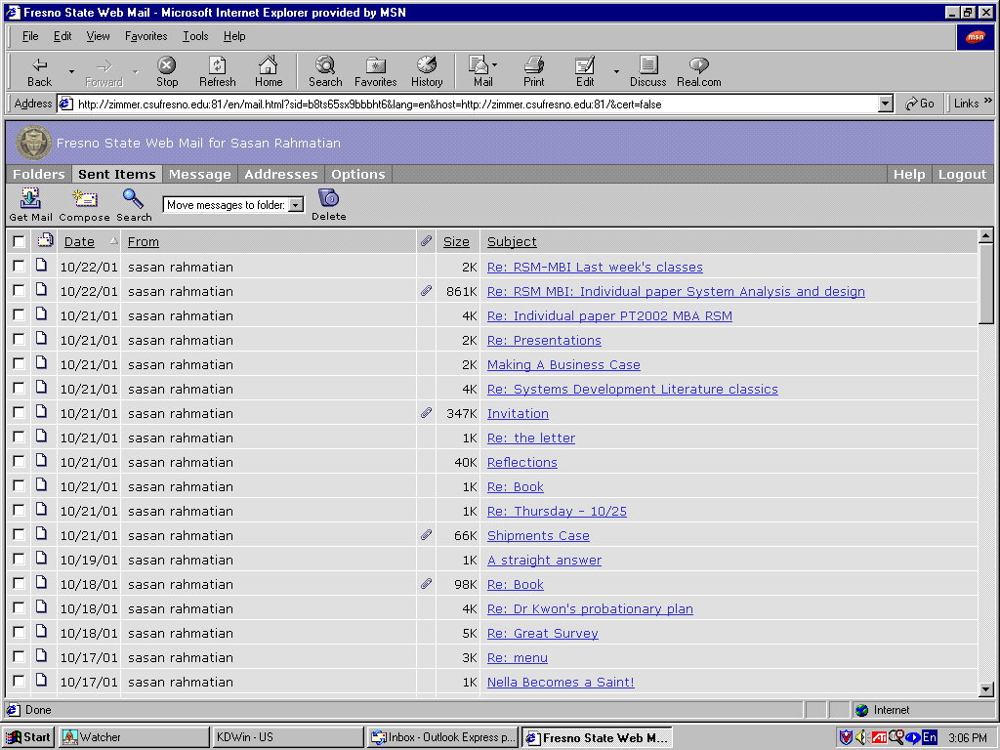 Fresno State Web Mail - Microsoft Internet Explorer provided by MSN
File Edit View Favorites Tools Help
msn
Back Forward Stop Refresh Home Search Favorites History Mail Print Edit Discuss Real.com
Address http://zimmer.csufresno.edu:81/en/mail.html?sid=b8ts65sx9bbbht6&lang=en&host=http://zimmer.csufresno.edu:81/&cert=false Go Links »
Fresno State Web Mail for Sasan Rahmatian
Folders Sent Items Message Addresses Options Help Logout
Get Mail Compose Search Move messages to folder: Delete
Date From Size Subject
10/22/01 sasan rahmatian 2K Re: RSM-MBI Last week's classes
10/22/01 sasan rahmatian 861K Re: RSM MBI: Individual paper System Analysis and design
10/21/01 sasan rahmatian 4K Re: Individual paper PT2002 MBA RSM
10/21/01 sasan rahmatian 2K Re: Presentations
10/21/01 sasan rahmatian 2K Making A Business Case
10/21/01 sasan rahmatian 4K Re: Systems Development Literature classics
10/21/01 sasan rahmatian 347K Invitation
10/21/01 sasan rahmatian 1K Re: the letter
10/21/01 sasan rahmatian 40K Reflections
10/21/01 sasan rahmatian 1K Re: Book
10/21/01 sasan rahmatian 1K Re: Thursday - 10/25
10/21/01 sasan rahmatian 66K Shipments Case
10/19/01 sasan rahmatian 1K A straight answer
10/18/01 sasan rahmatian 98K Re: Book
10/18/01 sasan rahmatian 4K Re: Dr Kwon's probationary plan
10/18/01 sasan rahmatian 5K Re: Great Survey
10/17/01 sasan rahmatian 3K Re: menu
10/17/01 sasan rahmatian 1K Nella Becomes a Saint!
Done Internet
Start Watcher KDWin - US Inbox - Outlook Express p... Fresno State Web M... En 3:06 PM